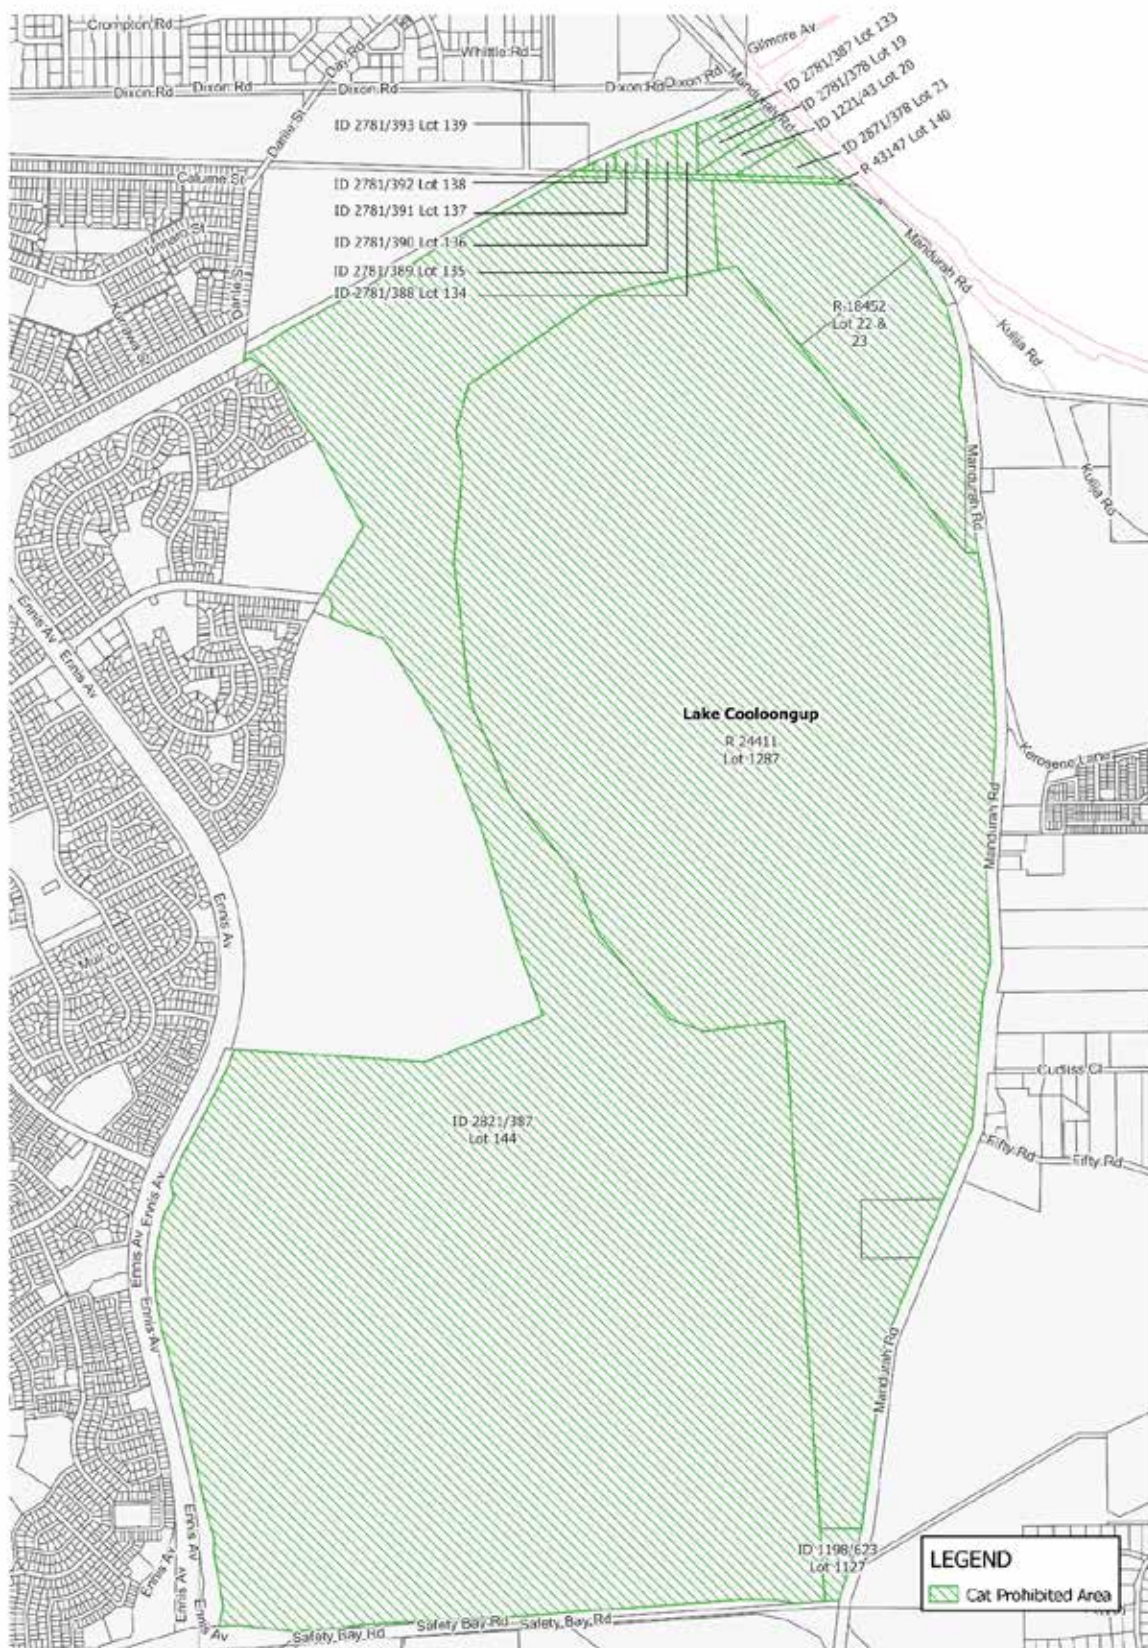 Crompton Rd
Day Rd
Whittle Rd
Gilmore Av
Dixon Rd
Dixon Rd
Dixon Rd
Dixon Rd
Dixon Rd
Mandurah Rd
ID 2781/387 Lot 133
ID 2781/378 Lot 19
ID 1221/43 Lot 20
ID 2871/378 Lot 21
R 43147 Lot 140
ID 2781/393 Lot 139
Calume St
ID 2781/392 Lot 138
ID 2781/391 Lot 137
ID 2781/390 Lot 136
ID 2781/389 Lot 135
ID 2781/388 Lot 134
Mandurah Rd
R 18452
Lot 22 &
23
Kulija Rd
Mandurah Rd
Kulija Rd
Ennis Av
Ennis Av
Lake Cooloongup
R 24411
Lot 1287
Kerosene Lane
Mandurah Rd
Ennis Av
ID 2821/387
Lot 144
Fifty Rd
Fifty Rd
Ennis Av
Ennis Av
Ennis Av
Mandurah Rd
Ennis Av
Ennis Av
Ennis Av
Ennis Av
ID 1198/623
Lot 1127
Safety Bay Rd
Safety Bay Rd
Safety Bay Rd
LEGEND
Cat Prohibited Area